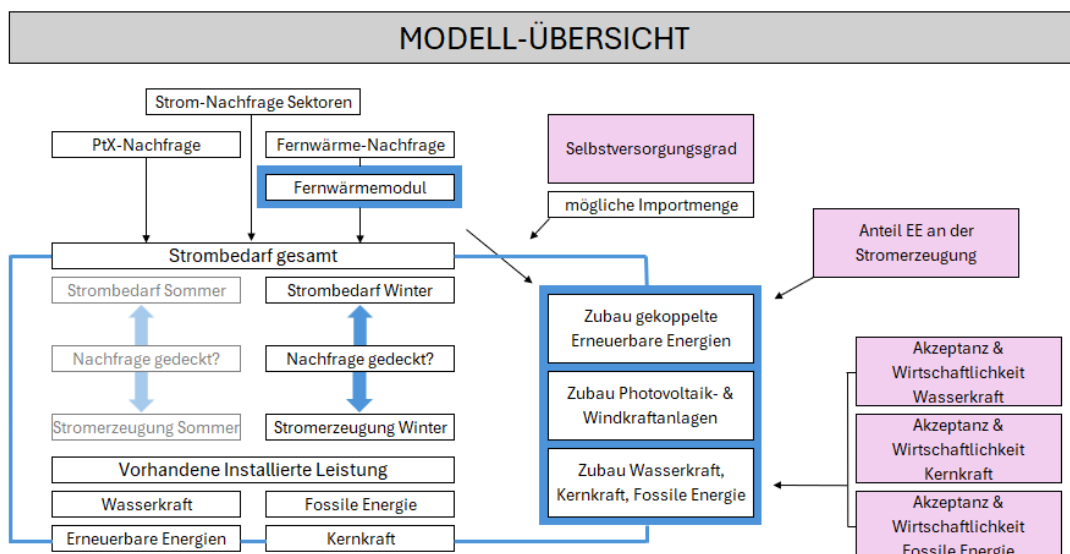 MODELL-ÜBERSICHT
Strom-Nachfrage Sektoren
PtX-Nachfrage
Fernwärme-Nachfrage
Fernwärmemodul
Selbstversorgungsgrad
mögliche Importmenge
Anteil EE an der
Stromerzeugung
Strombedarf gesamt
Strombedarf Sommer
Strombedarf Winter
Nachfrage gedeckt?
Nachfrage gedeckt?
Stromerzeugung Sommer
Stromerzeugung Winter
Vorhandene Installierte Leistung
Wasserkraft
Fossile Energie
Erneuerbare Energien
Kernkraft
Zubau gekoppelte
Erneuerbare Energien
Zubau Photovoltaik- &
Windkraftanlagen
Zubau Wasserkraft,
Kernkraft, Fossile Energie
Akzeptanz &
Wirtschaftlichkeit
Wasserkraft
Akzeptanz &
Wirtschaftlichkeit
Kernkraft
Akzeptanz &
Wirtschaftlichkeit
Fossile Energie